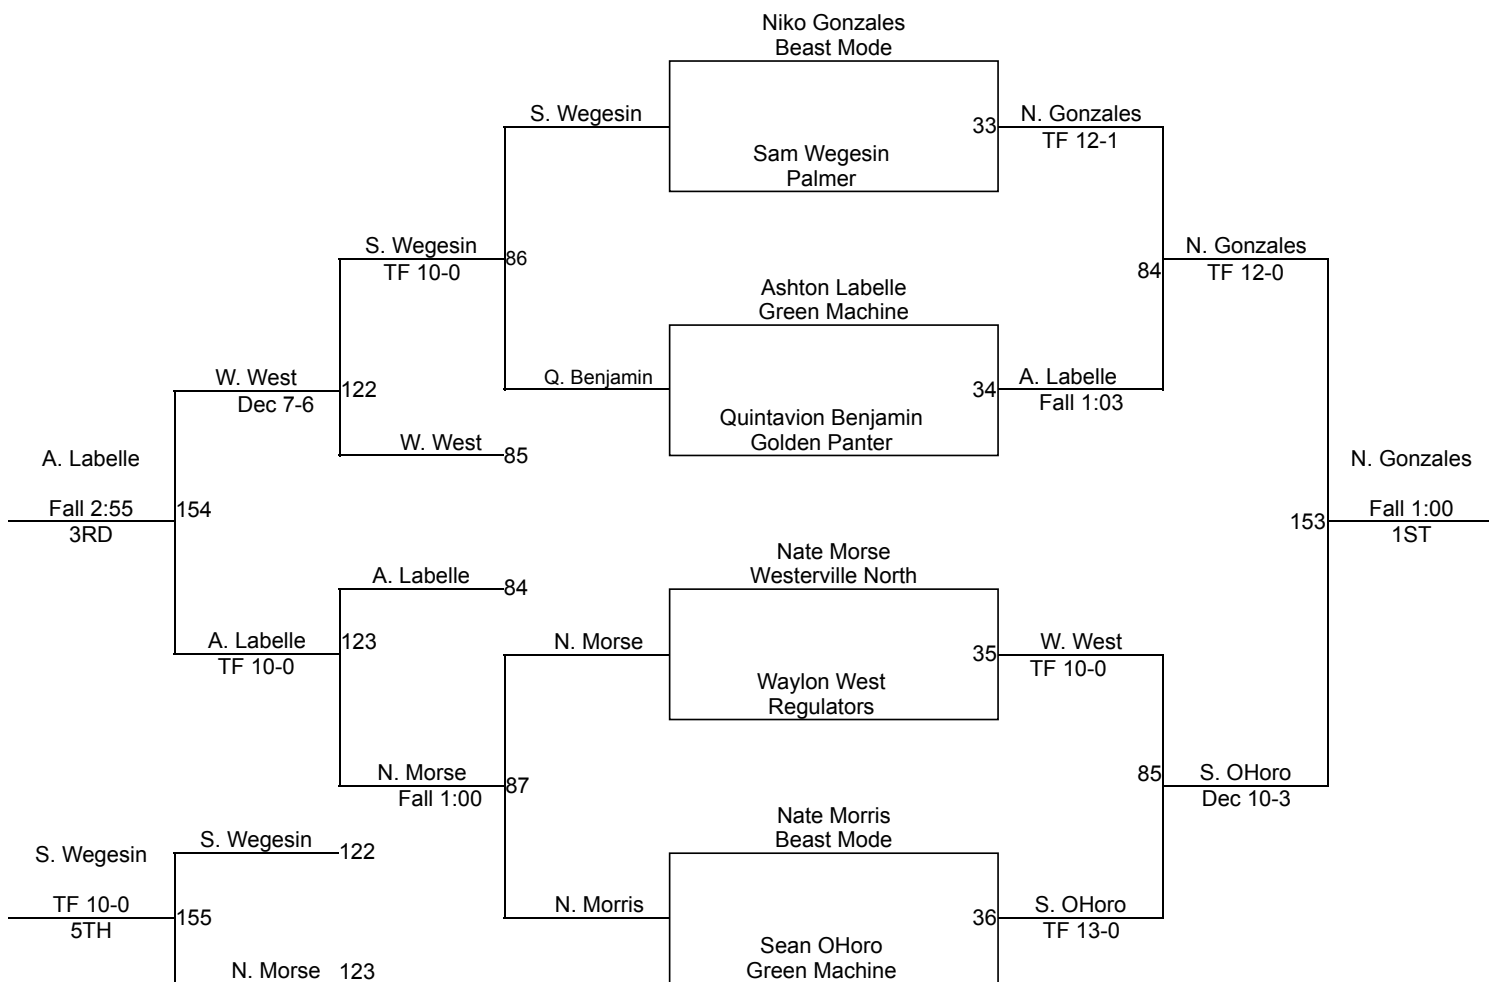 Niko Gonzales
Beast Mode
S. Wegesin
33
N. Gonzales
TF 12-1
Sam Wegesin
Palmer
S. Wegesin
TF 10-0
86
84
N. Gonzales
TF 12-0
Ashton Labelle
Green Machine
W. West
Dec 7-6
122
Q. Benjamin
34
A. Labelle
Fall 1:03
Quintavion Benjamin
Golden Panter
W. West
85
A. Labelle
Fall 2:55
3RD
154
N. Gonzales
153
Fall 1:00
1ST
Nate Morse
Westerville North
A. Labelle
84
A. Labelle
TF 10-0
123
N. Morse
35
W. West
TF 10-0
Waylon West
Regulators
N. Morse
Fall 1:00
87
85
S. OHoro
Dec 10-3
Nate Morris
Beast Mode
S. Wegesin
S. Wegesin
122
TF 10-0
5TH
155
N. Morris
36
S. OHoro
TF 13-0
Sean OHoro
Green Machine
N. Morse
123